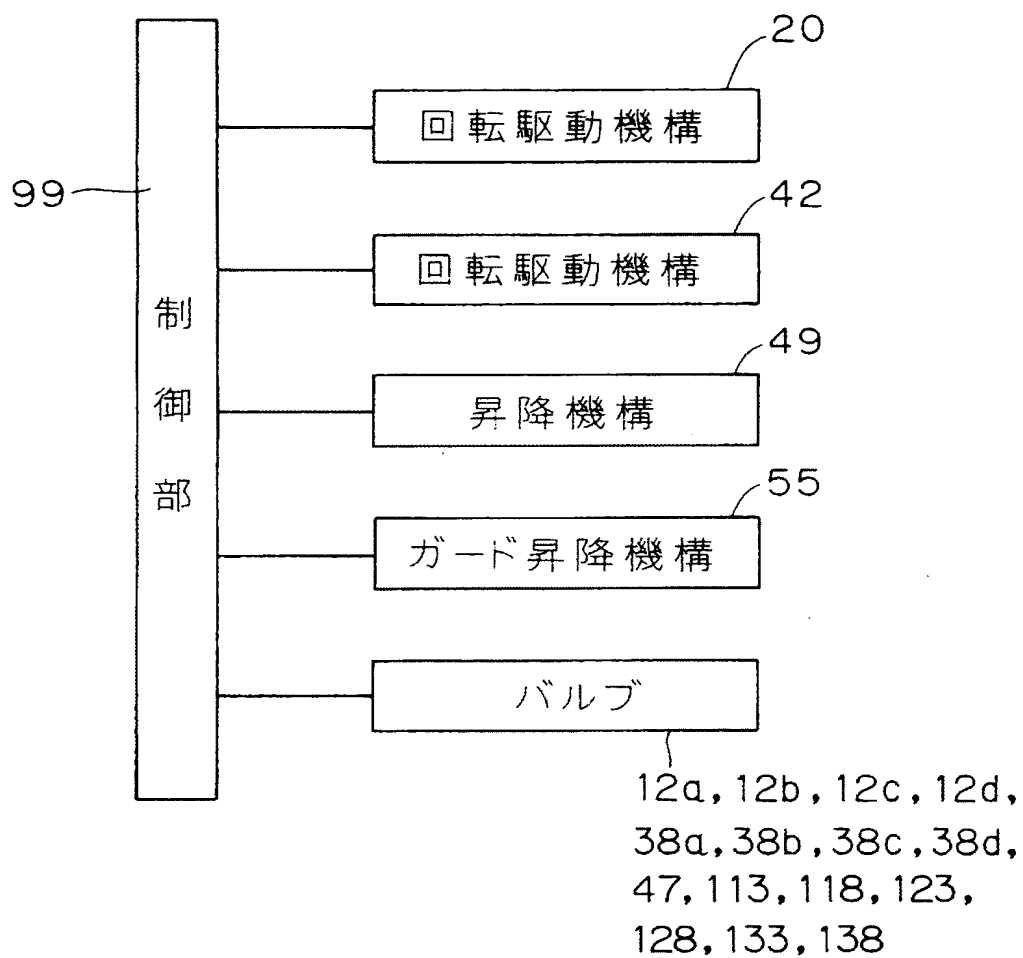 20
回転駆動機構
99
42
回転駆動機構
制御部
49
昇降機構
55
ガード昇降機構
バルブ
12a,12b,12c,12d,
38a,38b,38c,38d,
47,113,118,123,
128,133,138